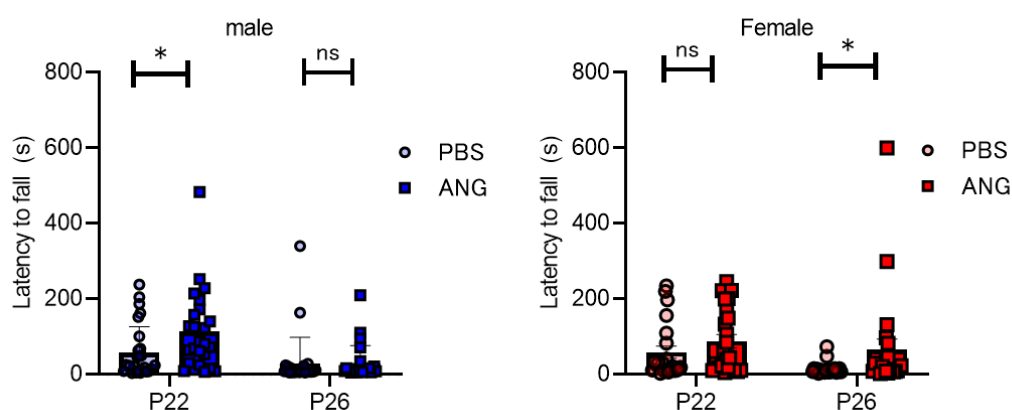 male
*
ns
800
600
400
200
0
Latency to fall (s)
P22
P26
PBS
ANG
Female
ns
*
800
600
400
200
0
Latency to fall (s)
P22
P26
PBS
ANG